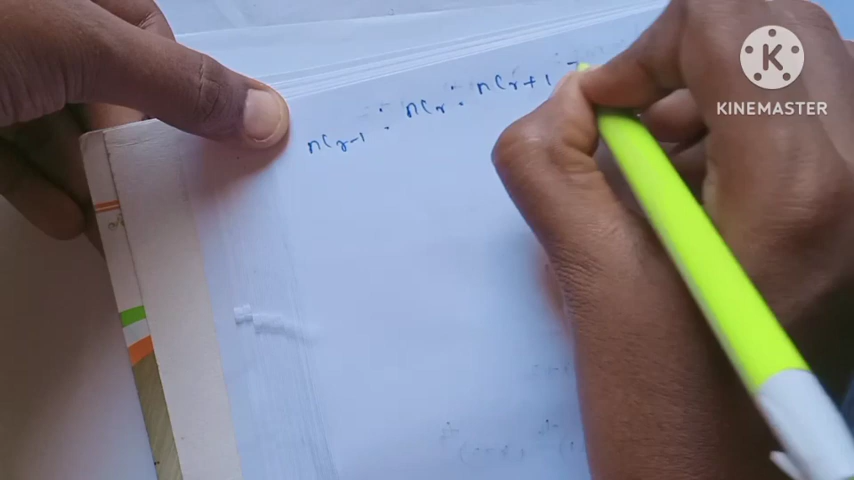 nCr-1 : nCr : nCr+1 =
K
KINEMASTER